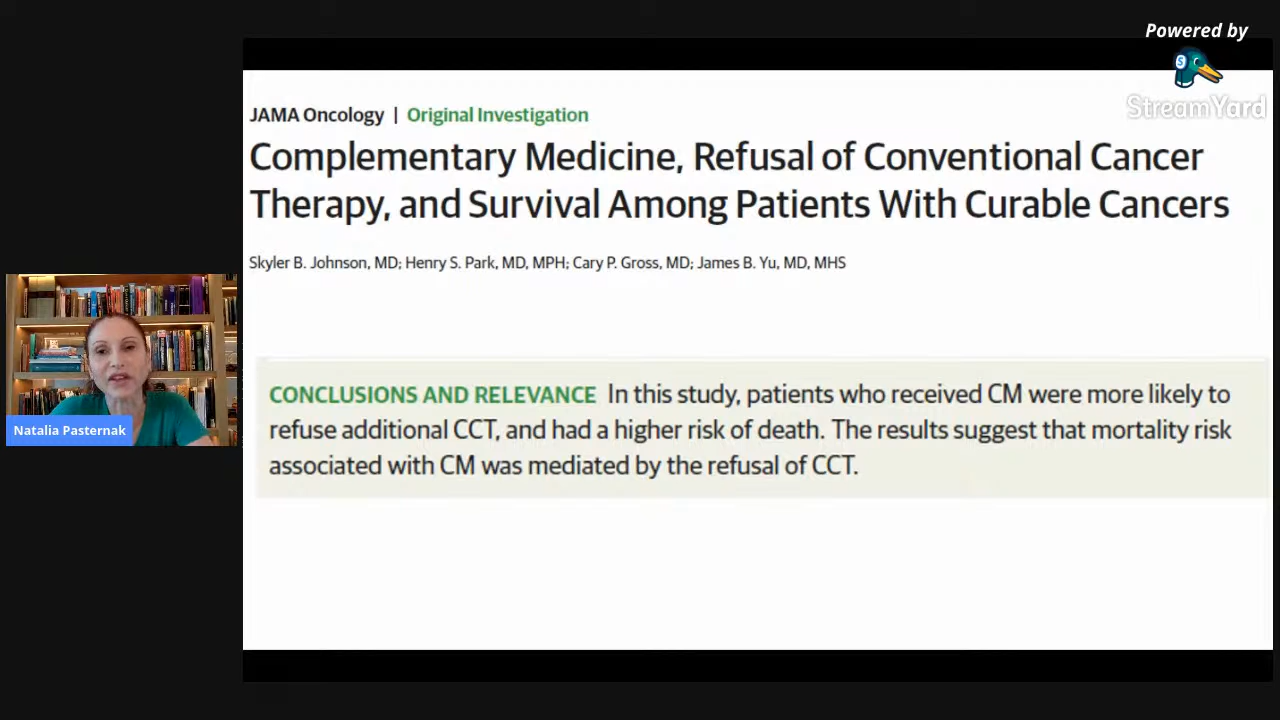 Powered by
StreamYard
JAMA Oncology | Original Investigation
Complementary Medicine, Refusal of Conventional Cancer
Therapy, and Survival Among Patients With Curable Cancers
Skyler B. Johnson, MD; Henry S. Park, MD, MPH; Cary P. Gross, MD; James B. Yu, MD, MHS
CONCLUSIONS AND RELEVANCE In this study, patients who received CM were more likely to
refuse additional CCT, and had a higher risk of death. The results suggest that mortality risk
associated with CM was mediated by the refusal of CCT.
Natalia Pasternak